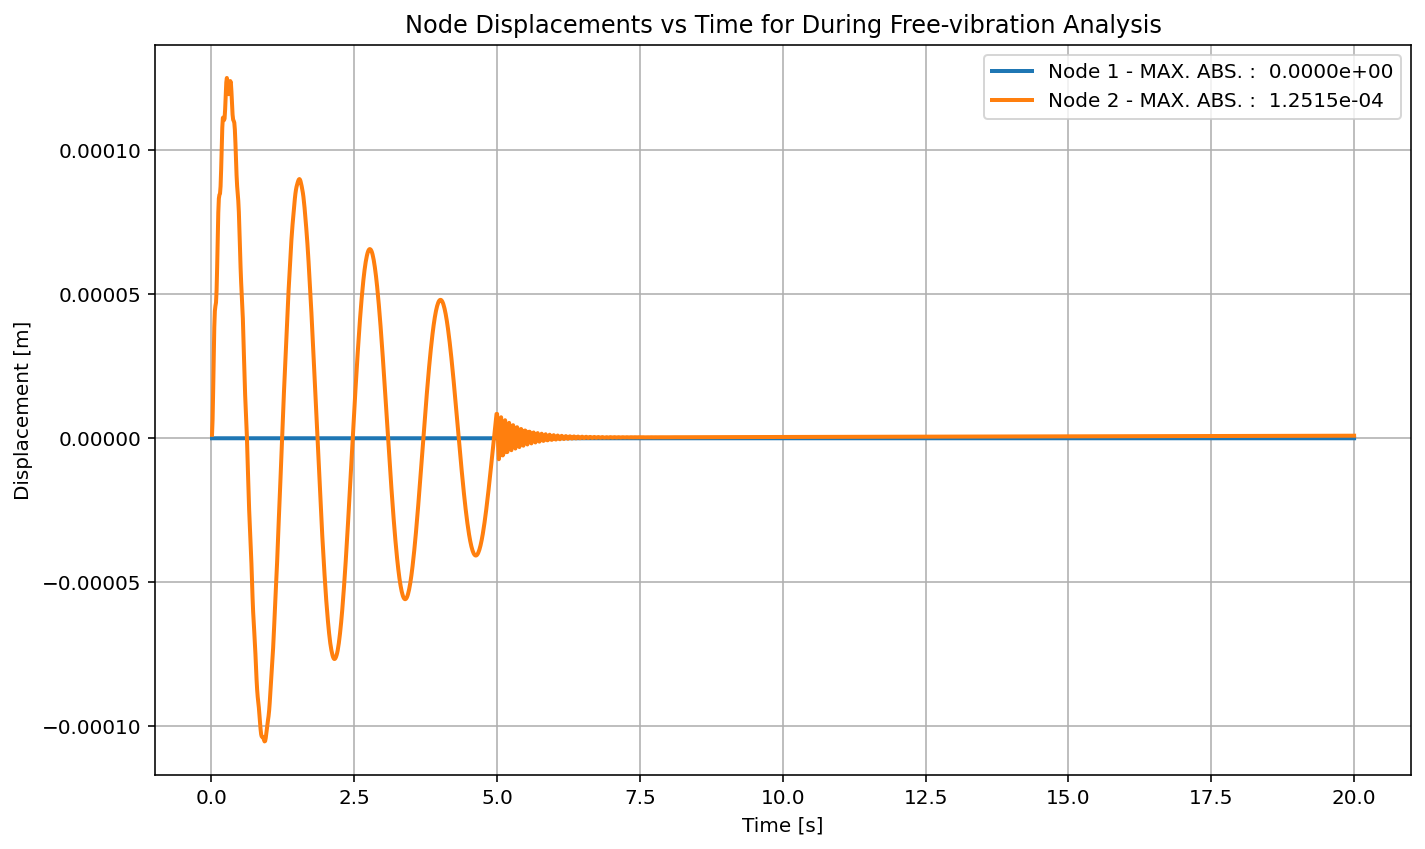 Node Displacements vs Time for During Free-vibration Analysis
Node 1 - MAX. ABS. :  0.0000e+00
Node 2 - MAX. ABS. :  1.2515e-04
0.00010
0.00005
0.00000
−0.00005
−0.00010
Displacement [m]
0.0 2.5 5.0 7.5 10.0 12.5 15.0 17.5 20.0
Time [s]